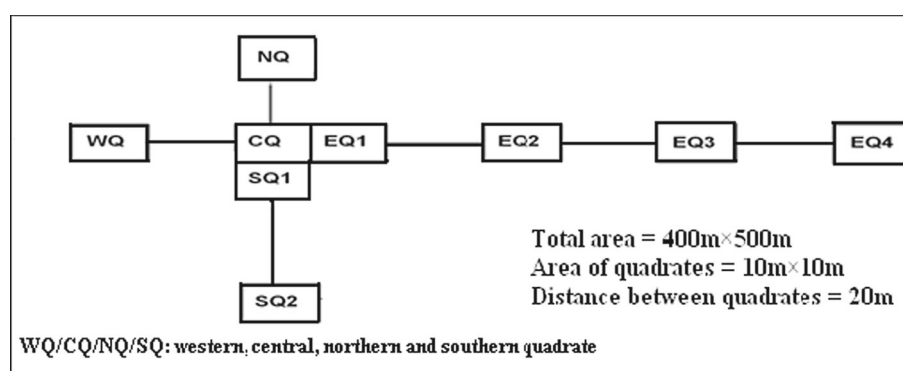 NQ
WQ CQ EQ1 EQ2 EQ3 EQ4
SQ1
Total area = 400m×500m
Area of quadrates = 10m×10m
Distance between quadrates = 20m
SQ2
WQ/CQ/NQ/SQ: western, central, northern and southern quadrate